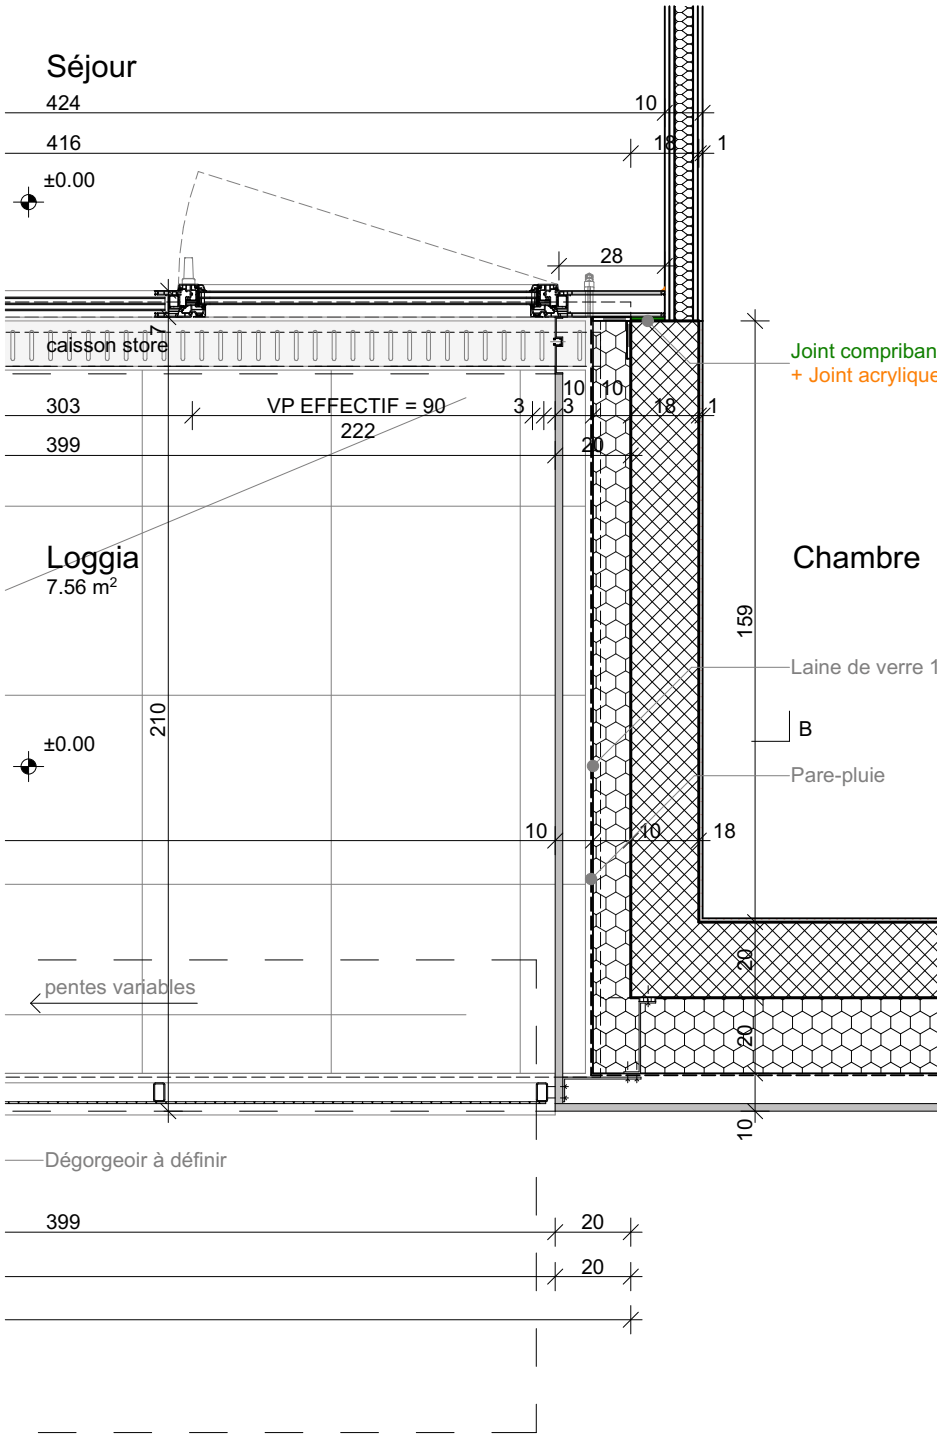 Séjour
424
10
416
18
1
±0.00
28
7
caisson store
Joint compriban
+ Joint acrylique
10
10
303
VP EFFECTIF = 90
3
3
18
1
222
399
20
Loggia
7.56 m²
Chambre
159
Laine de verre 1
210
B
±0.00
Pare-pluie
10
10
18
20
pentes variables
20
10
Dégorgeoir à définir
399
20
20